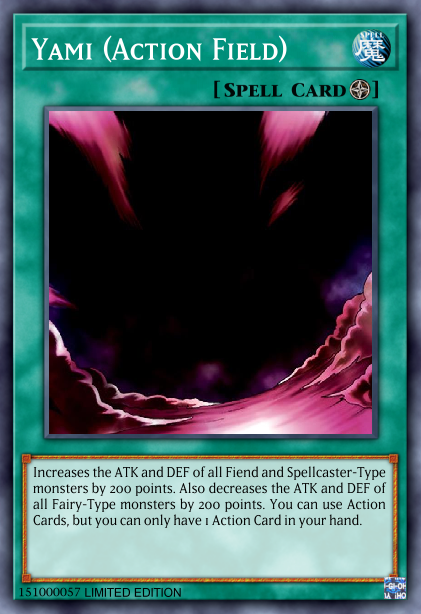 Yami (Action Field)
SPELL
魔
[Spell Card]
Increases the ATK and DEF of all Fiend and Spellcaster-Type
monsters by 200 points. Also decreases the ATK and DEF of
all Fairy-Type monsters by 200 points. You can use Action
Cards, but you can only have 1 Action Card in your hand.
151000057 LIMITED EDITION